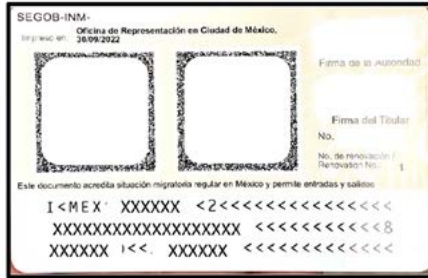 SEGOB-INM-
Impreso en: Oficina de Representación en Ciudad de México,
30/09/2022
Firma de la Autoridad
Firma del Titular
No.
No. de renovación /
Renovation No. 1
Este documento acredita situación migratoria regular en México y permite entradas y salidas
I<MEX XXXXXX <2<<<<<<<<<<<<<<<
XXXXXXXXXXXXXXXXXXX <<<<<<<<<<<8
XXXXXX )<<. XXXXXX <<<<<<<<<<<<<